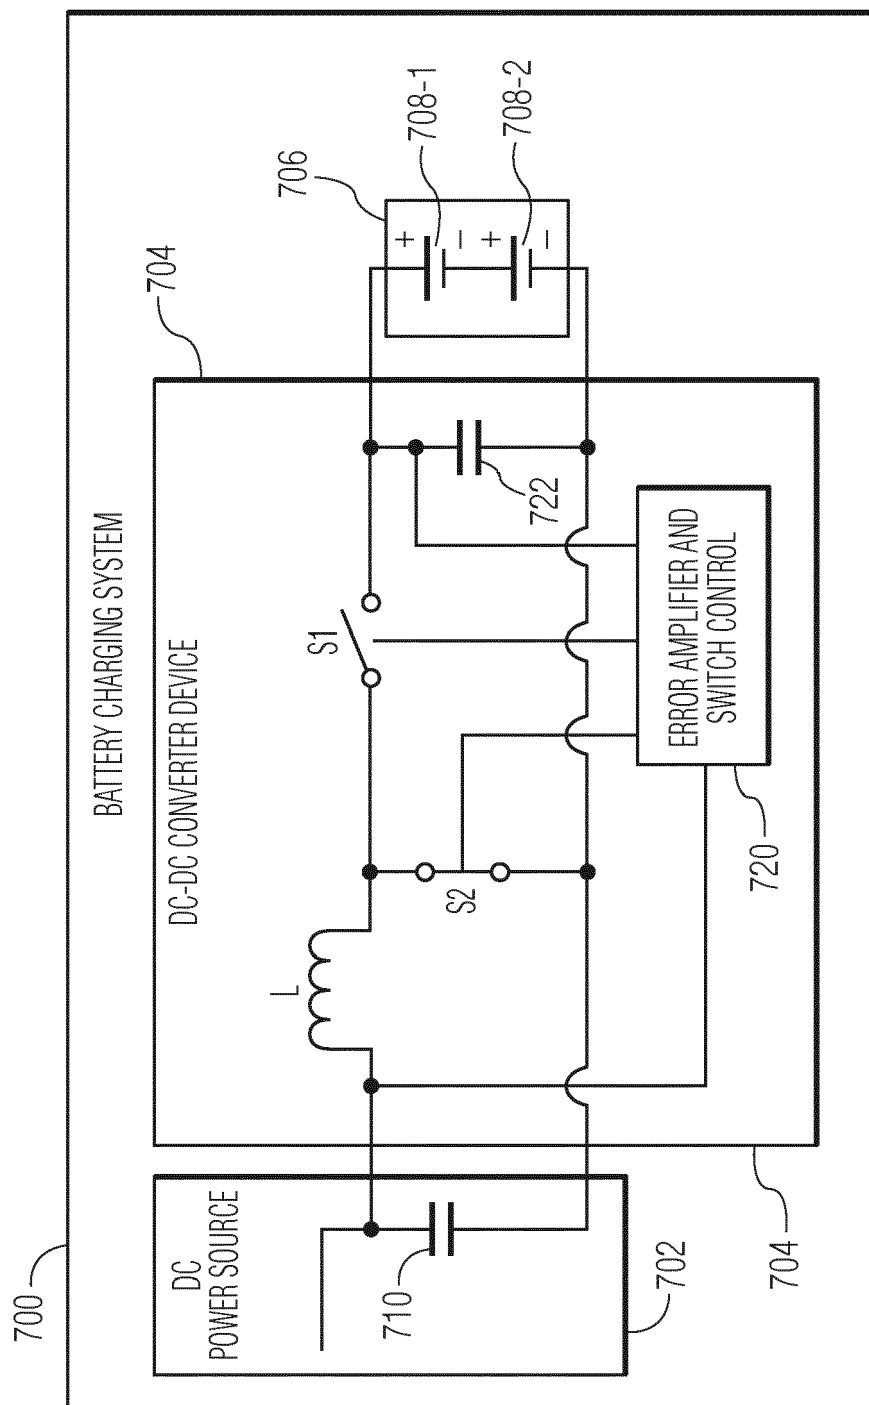 700
BATTERY CHARGING SYSTEM
704
DC-DC CONVERTER DEVICE
DC
POWER SOURCE
L
S1
706
708-1
708-2
+
−
+
−
710
S2
722
702
704
720
ERROR AMPLIFIER AND
SWITCH CONTROL